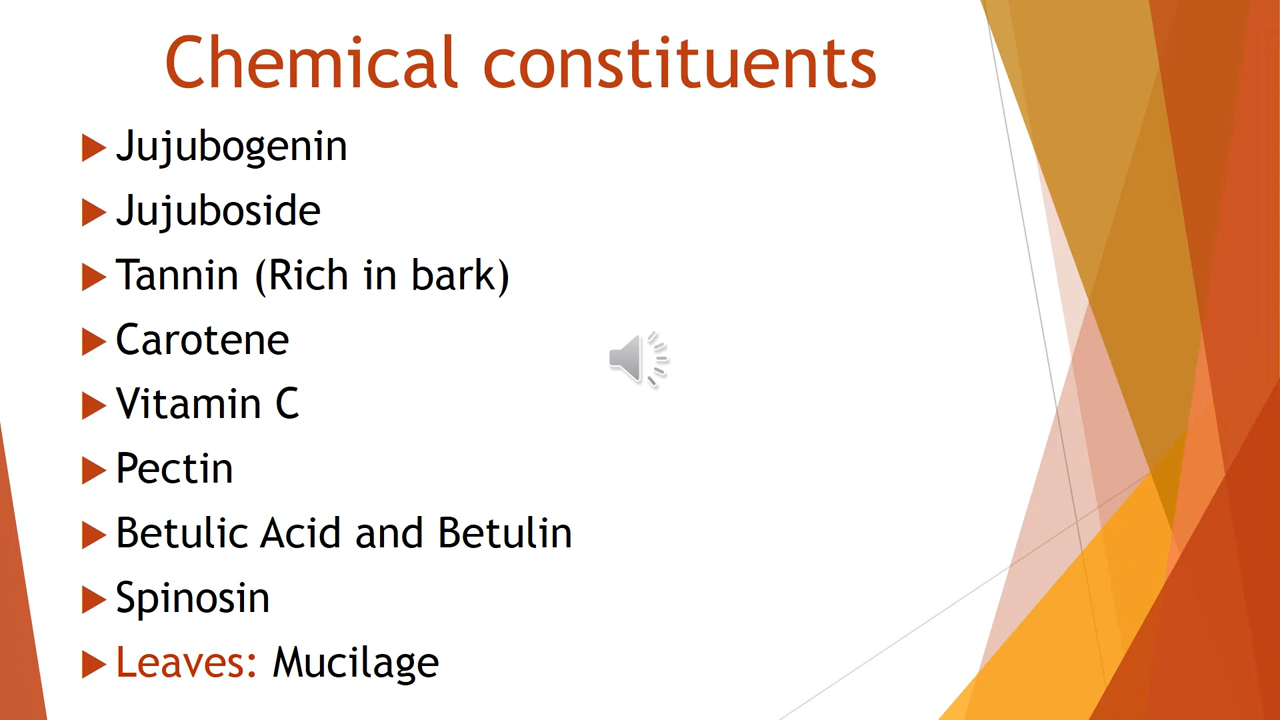 Chemical constituents
Jujubogenin
Jujuboside
Tannin (Rich in bark)
Carotene
Vitamin C
Pectin
Betulic Acid and Betulin
Spinosin
Leaves: Mucilage